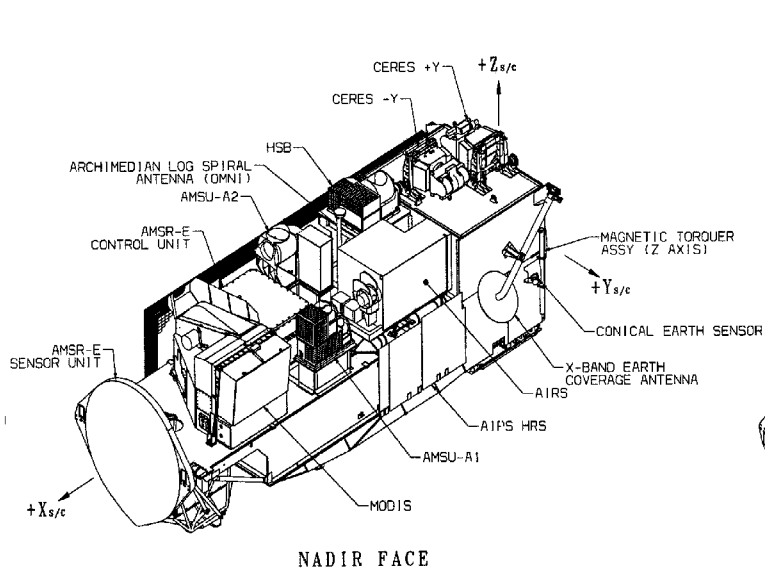 CERES +Y
+Z s/c
CERES -Y
HSB
ARCHIMEDIAN LOG SPIRAL
ANTENNA (OMNI)
AMSU-A2
AMSR-E
CONTROL UNIT
MAGNETIC TORQUER
ASSY (Z AXIS)
+Y s/c
CONICAL EARTH SENSOR
AMSR-E
SENSOR UNIT
X-BAND EARTH
COVERAGE ANTENNA
AIRS
AIPS HRS
AMSU-A1
+X s/c
MODIS
NADIR FACE